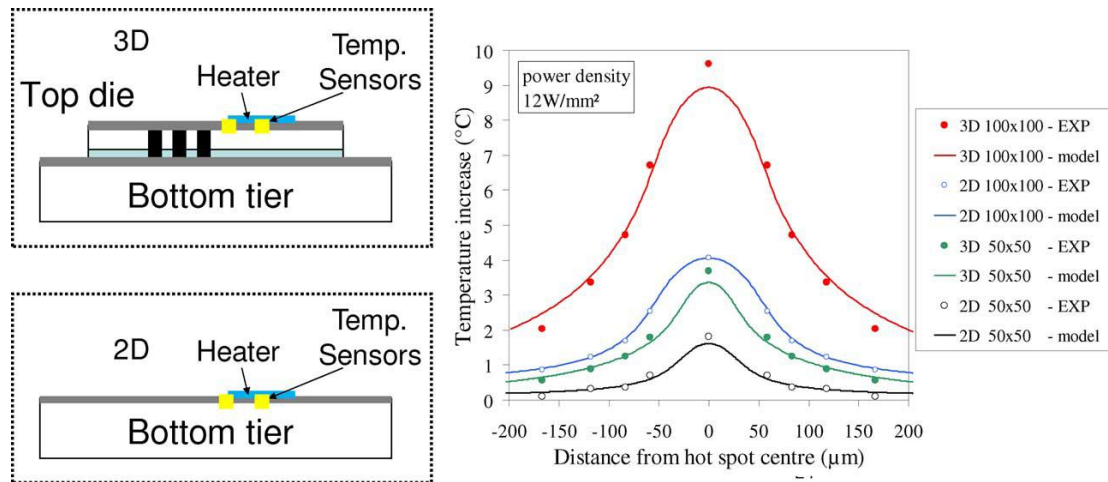 3D
Temp.
Sensors
Heater
Top die
Bottom tier
2D
Temp.
Sensors
Heater
Bottom tier
power density
12W/mm²
Temperature increase (°C)
10
9
8
7
6
5
4
3
2
1
0
-200 -150 -100 -50 0 50 100 150 200
Distance from hot spot centre (µm)
3D 100x100 - EXP
3D 100x100 - model
2D 100x100 - EXP
2D 100x100 - model
3D 50x50 - EXP
3D 50x50 - model
2D 50x50 - EXP
2D 50x50 - model